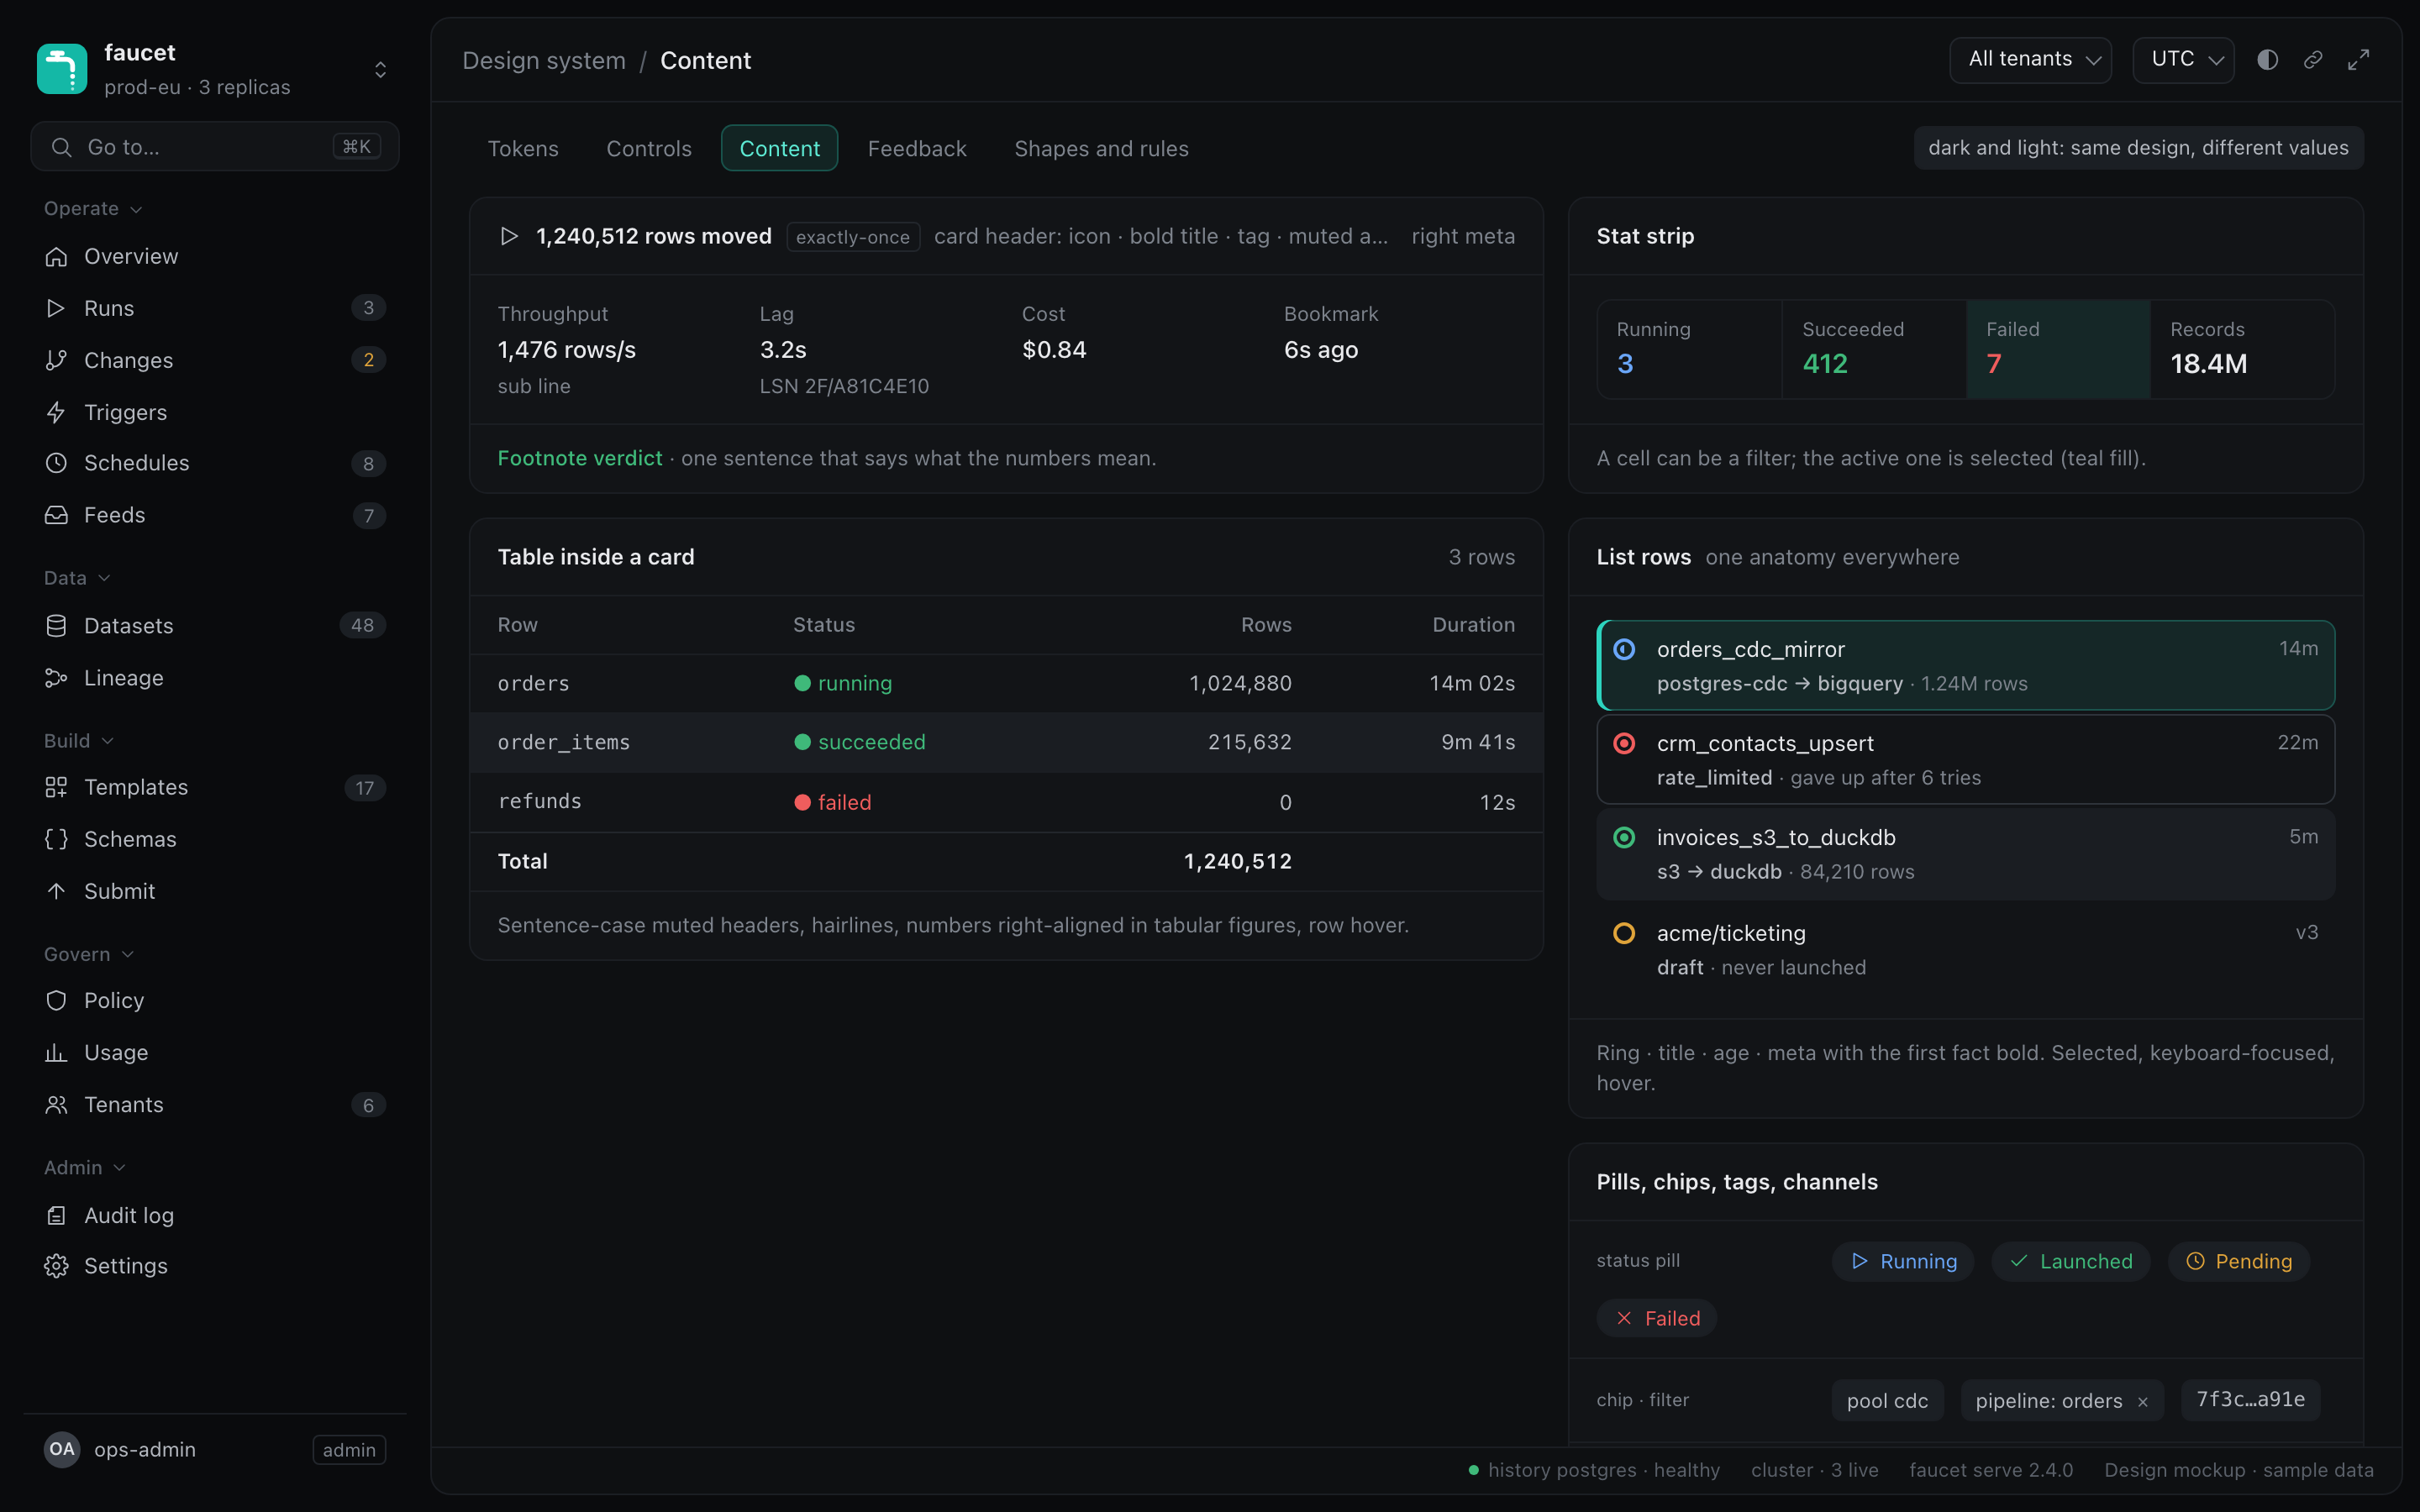 faucet
prod-eu · 3 replicas
Go to...
⌘K
Operate
Overview
Runs 3
Changes 2
Triggers
Schedules 8
Feeds 7
Data
Datasets 48
Lineage
Build
Templates 17
Schemas
Submit
Govern
Policy
Usage
Tenants 6
Admin
Audit log
Settings
OA ops-admin admin
Design system / Content
All tenants
UTC
Tokens Controls Content Feedback Shapes and rules
dark and light: same design, different values
1,240,512 rows moved exactly-once card header: icon · bold title · tag · muted a... right meta
Throughput Lag Cost Bookmark
1,476 rows/s 3.2s $0.84 6s ago
sub line LSN 2F/A81C4E10
Footnote verdict · one sentence that says what the numbers mean.
Stat strip
Running Succeeded Failed Records
3 412 7 18.4M
A cell can be a filter; the active one is selected (teal fill).
Table inside a card 3 rows
Row Status Rows Duration
orders running 1,024,880 14m 02s
order_items succeeded 215,632 9m 41s
refunds failed 0 12s
Total 1,240,512
Sentence-case muted headers, hairlines, numbers right-aligned in tabular figures, row hover.
List rows one anatomy everywhere
orders_cdc_mirror 14m
postgres-cdc → bigquery · 1.24M rows
crm_contacts_upsert 22m
rate_limited · gave up after 6 tries
invoices_s3_to_duckdb 5m
s3 → duckdb · 84,210 rows
acme/ticketing v3
draft · never launched
Ring · title · age · meta with the first fact bold. Selected, keyboard-focused,
hover.
Pills, chips, tags, channels
status pill Running Launched Pending
Failed
chip · filter pool cdc pipeline: orders × 7f3c…a91e
history postgres · healthy cluster · 3 live faucet serve 2.4.0 Design mockup · sample data